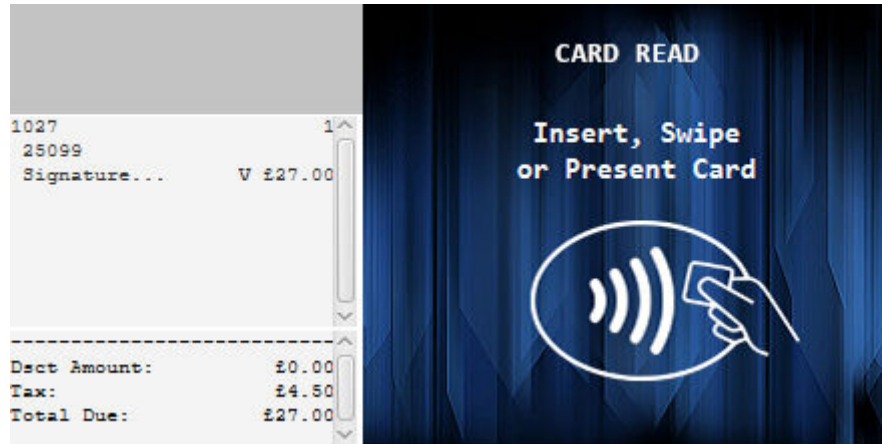 1027 1
25099
Signature... V £27.00
--------------------------------
Dsct Amount: £0.00
Tax: £4.50
Total Due: £27.00
CARD READ
Insert, Swipe
or Present Card